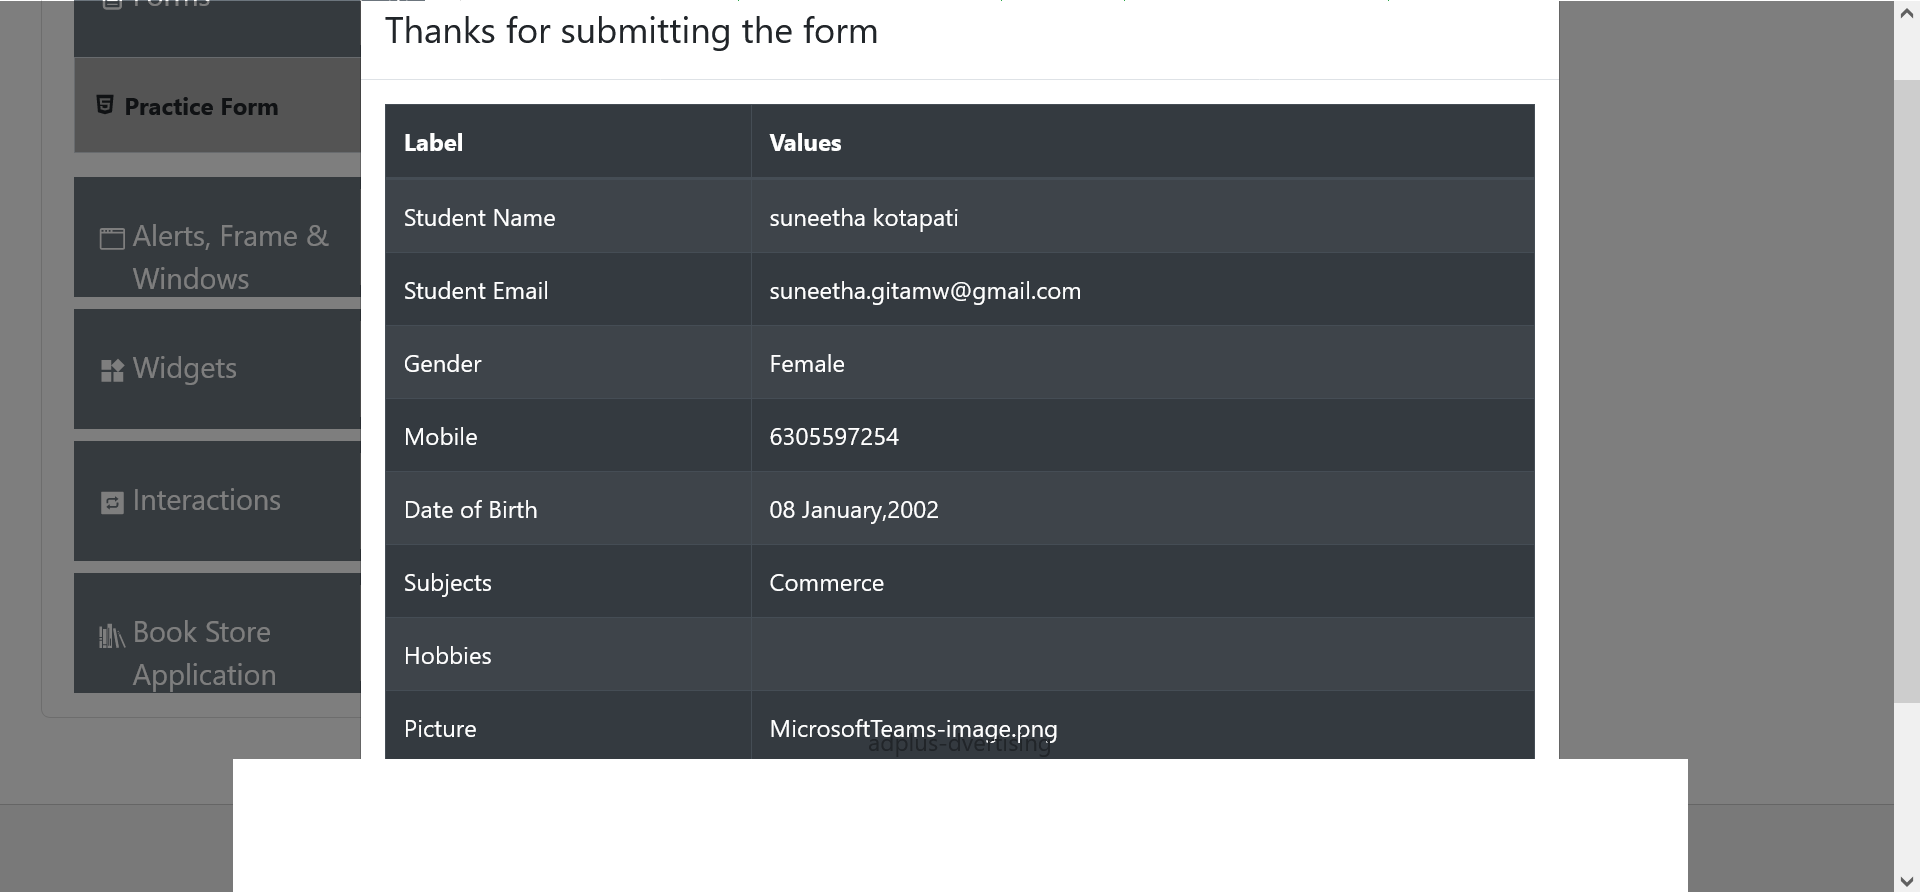 Forms
Thanks for submitting the form
Practice Form
Label Values
Student Name suneetha kotapati
Alerts, Frame &
Windows
Student Email suneetha.gitamw@gmail.com
Gender Female
Widgets
Mobile 6305597254
Interactions
Date of Birth 08 January,2002
Subjects Commerce
Book Store
Application
Hobbies
Picture MicrosoftTeams-image.png
adplus-dvertising